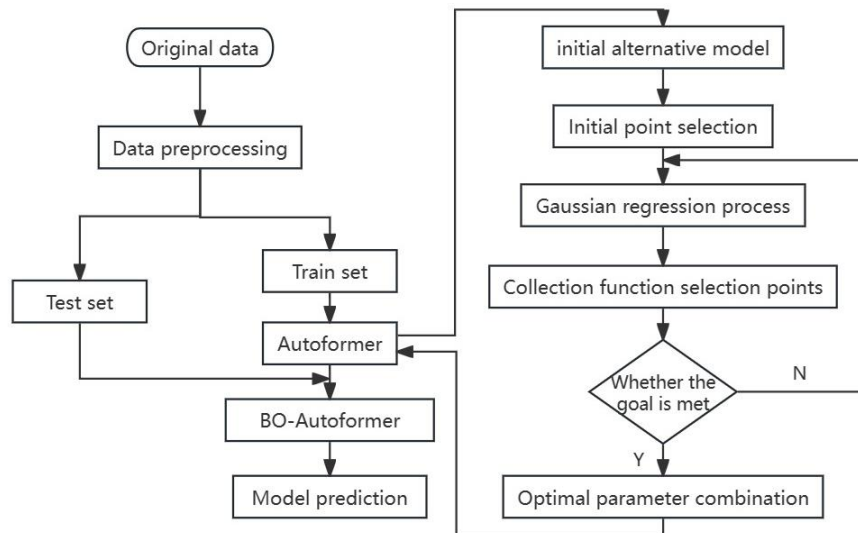 Original data
Data preprocessing
Test set
Train set
Autoformer
BO-Autoformer
Model prediction
initial alternative model
Initial point selection
Gaussian regression process
Collection function selection points
Whether the
goal is met
N
Y
Optimal parameter combination